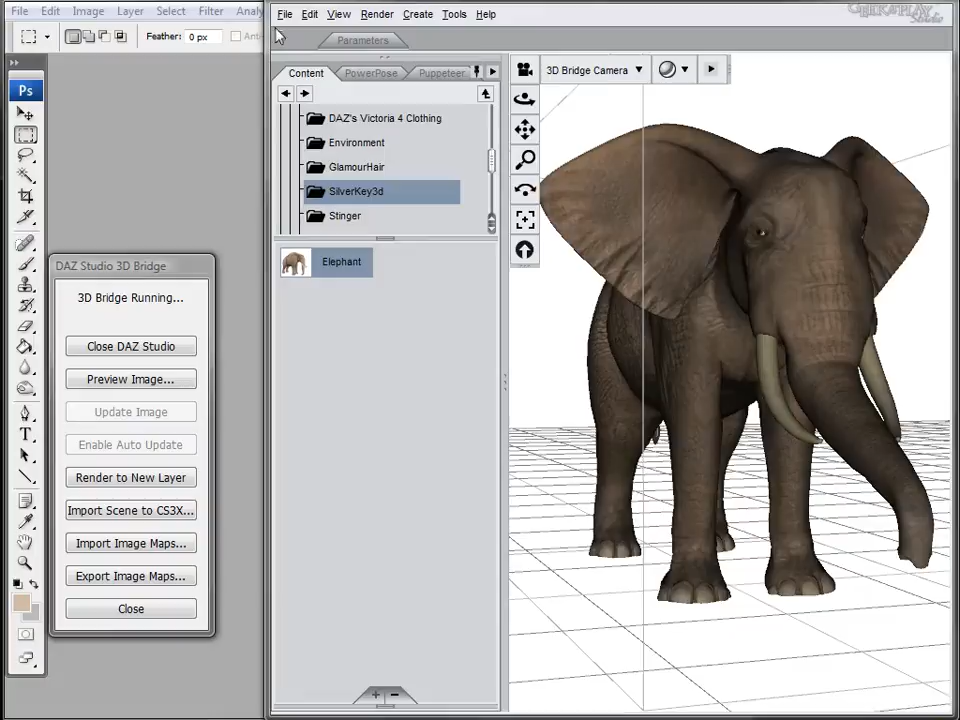 File Edit Image Layer Select Filter Analy
File Edit View Render Create Tools Help
Feather: 0 px
Parameters
Content PowerPose Puppeteer
3D Bridge Camera
Ps
DAZ's Victoria 4 Clothing
Environment
GlamourHair
SilverKey3d
Stinger
Elephant
DAZ Studio 3D Bridge
3D Bridge Running...
Close DAZ Studio
Preview Image...
Update Image
Enable Auto Update
Render to New Layer
Import Scene to CS3X...
Import Image Maps...
Export Image Maps...
Close